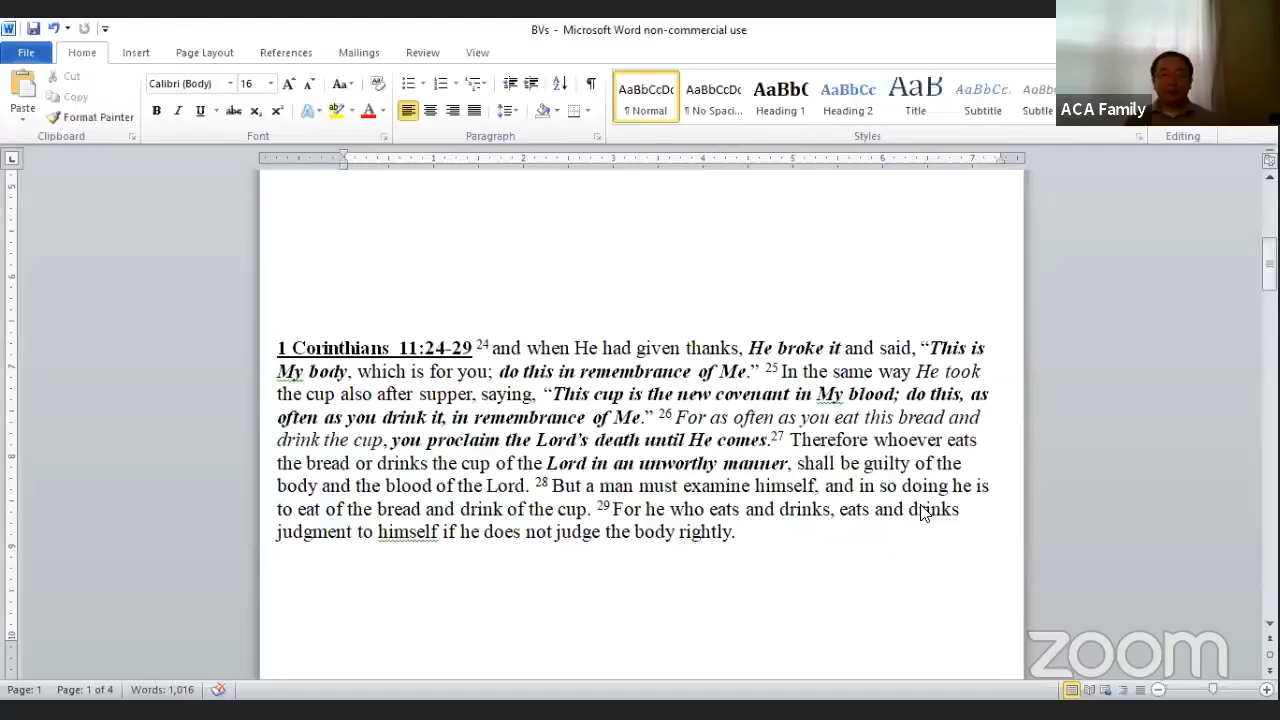 BVs - Microsoft Word non-commercial use
File Home Insert Page Layout References Mailings Review View
Paste
Cut
Copy
Format Painter
Clipboard
Calibri (Body) 16
Font
Paragraph
AaBbCcDc AaBbCcDc AaBbC AaBbCc AaB AaBbCc. AaBb
¶ Normal ¶ No Spaci... Heading 1 Heading 2 Title Subtitle Subtle
Styles
Editing
ACA Family
1 2 3 4 5 6 7
1 Corinthians 11:24-29 24 and when He had given thanks, He broke it and said, “This is
My body, which is for you; do this in remembrance of Me.” 25 In the same way He took
the cup also after supper, saying, “This cup is the new covenant in My blood; do this, as
often as you drink it, in remembrance of Me.” 26 For as often as you eat this bread and
drink the cup, you proclaim the Lord’s death until He comes.27 Therefore whoever eats
the bread or drinks the cup of the Lord in an unworthy manner, shall be guilty of the
body and the blood of the Lord. 28 But a man must examine himself, and in so doing he is
to eat of the bread and drink of the cup. 29 For he who eats and drinks, eats and drinks
judgment to himself if he does not judge the body rightly.
zoom
Page: 1 Page: 1 of 4 Words: 1,016